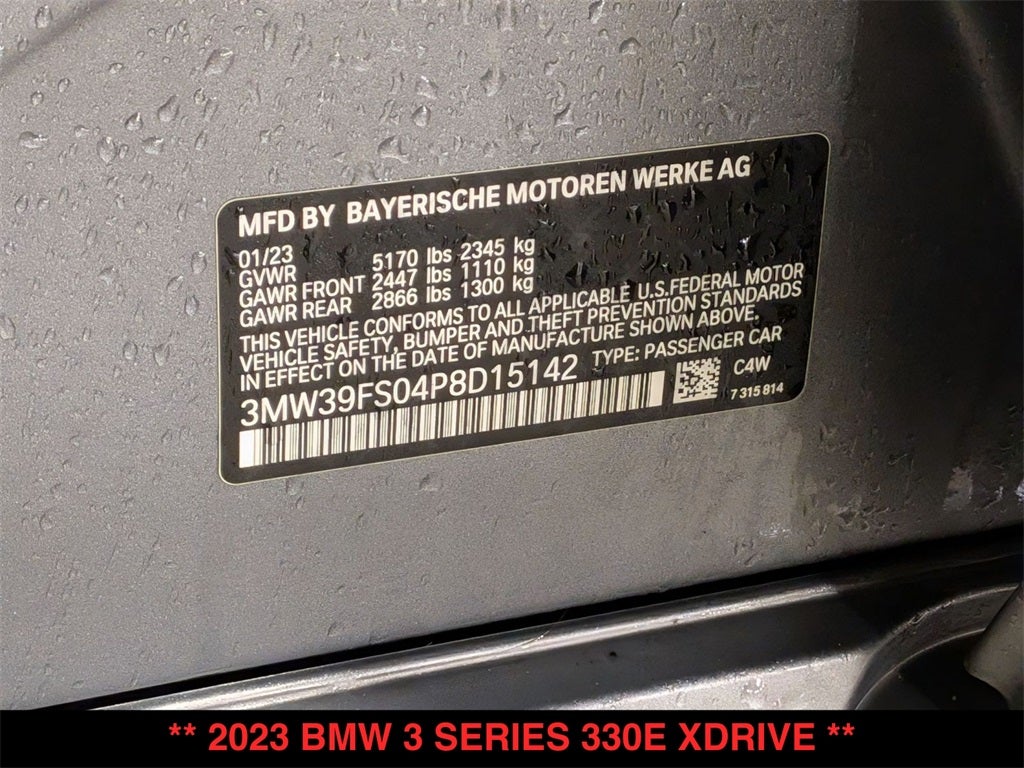 MFD BY BAYERISCHE MOTOREN WERKE AG
01/23
GVWR 5170 lbs 2345 kg
GAWR FRONT 2447 lbs 1110 kg
GAWR REAR 2866 lbs 1300 kg
THIS VEHICLE CONFORMS TO ALL APPLICABLE U.S.FEDERAL MOTOR
VEHICLE SAFETY, BUMPER AND THEFT PREVENTION STANDARDS
IN EFFECT ON THE DATE OF MANUFACTURE SHOWN ABOVE.
3MW39FS04P8D15142 TYPE: PASSENGER CAR
C4W
7 315 814
** 2023 BMW 3 SERIES 330E XDRIVE **